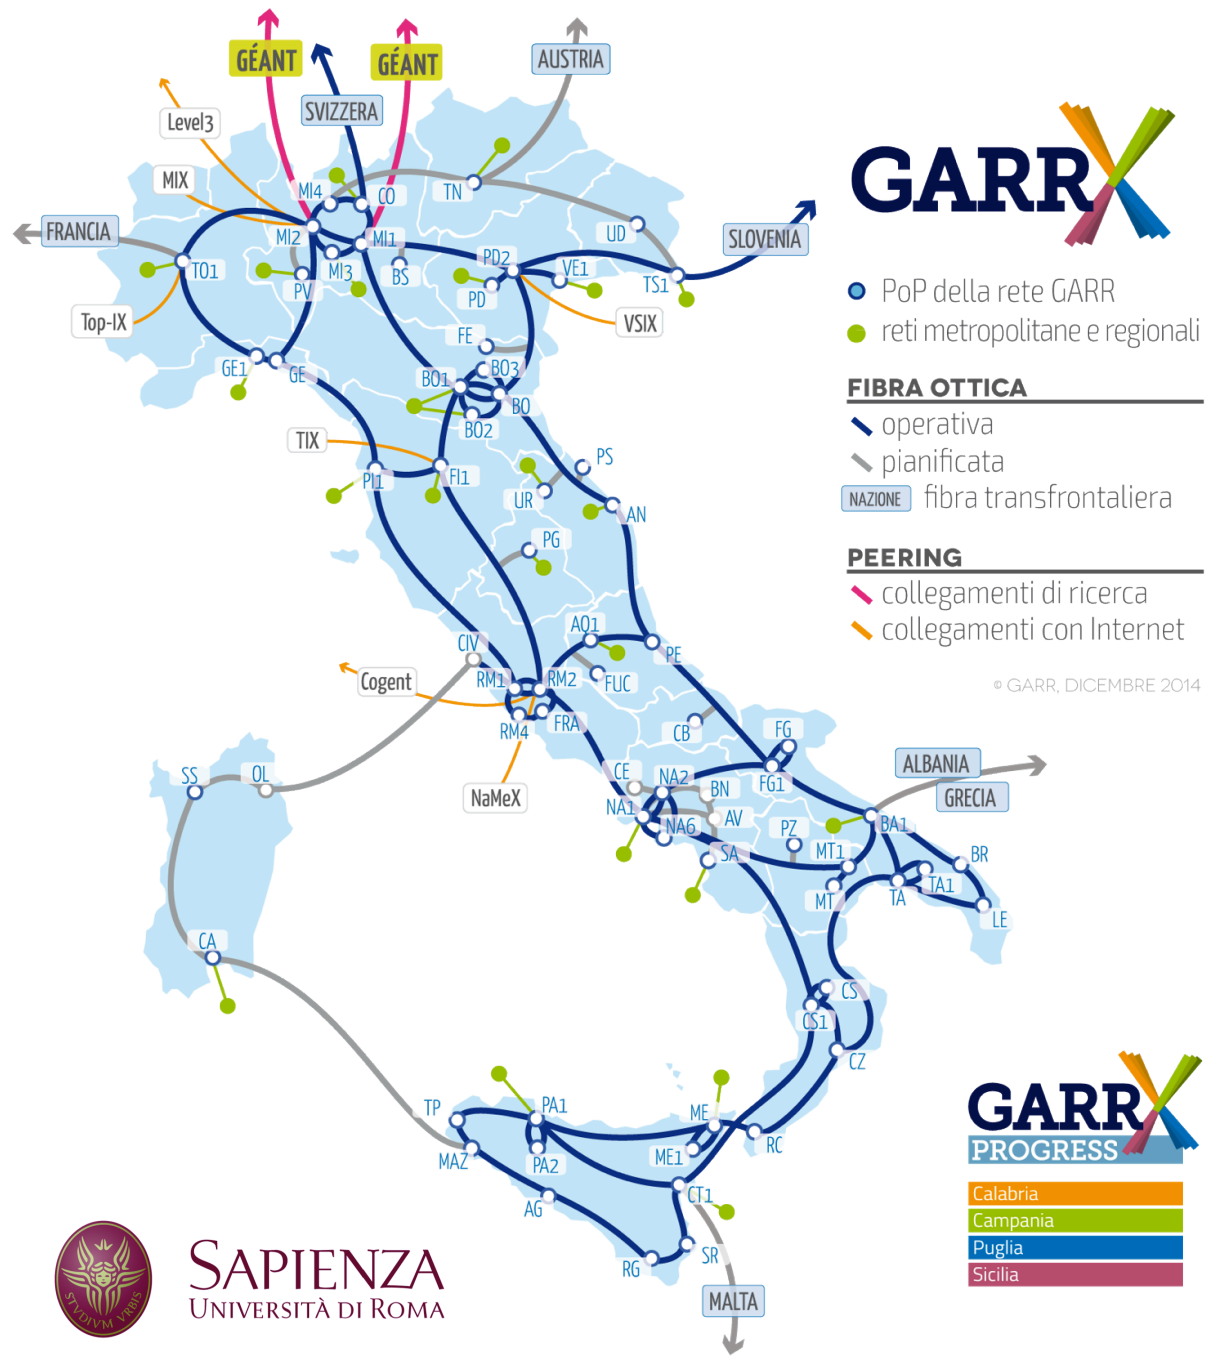 GÉANT
GÉANT
AUSTRIA
SVIZZERA
Level3
MIX
MI4
CO
TN
FRANCIA
MI2
MI1
UD
SLOVENIA
TO1
PV
MI3
BS
PD2
VE1
TS1
PD
Top-IX
VSIX
FE
GE1
GE
BO1
BO3
BO
BO2
TIX
PI1
FI1
PS
UR
AN
PG
AQ1
CIV
PE
RM1
RM2
FUC
Cogent
RM4
FRA
CB
FG
SS
OL
CE
NA2
BN
FG1
NaMeX
NA1
NA6
AV
PZ
BA1
ALBANIA
GRECIA
SA
MT1
BR
MT
TA
TA1
LE
CA
CS
CS1
CZ
TP
PA1
ME
MAZ
PA2
ME1
RC
AG
CT1
RG
SR
MALTA
GARR
PoP della rete GARR
reti metropolitane e regionali
FIBRA OTTICA
operativa
pianificata
NAZIONE fibra transfrontaliera
PEERING
collegamenti di ricerca
collegamenti con Internet
© GARR, DICEMBRE 2014
GARR
PROGRESS
Calabria
Campania
Puglia
Sicilia
STVDIVM VRBIS
SAPIENZA
UNIVERSITÀ DI ROMA